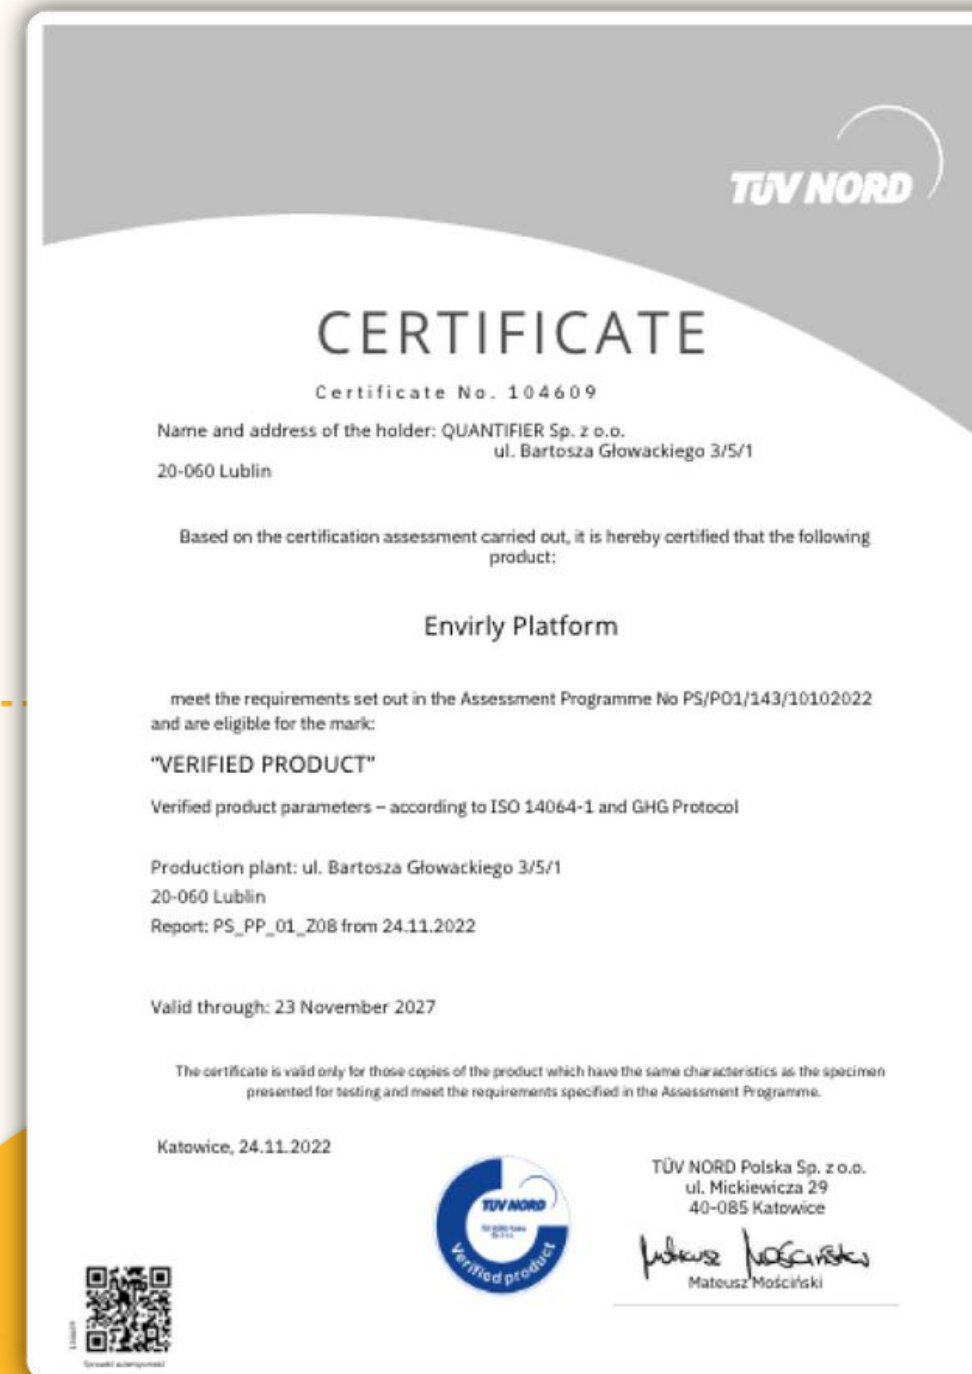 TÜV NORD
CERTIFICATE
Certificate No. 104609
Name and address of the holder: QUANTIFIER Sp. z o.o.
ul. Bartosza Głowackiego 3/5/1
20-060 Lublin
Based on the certification assessment carried out, it is hereby certified that the following
product:
Envirly Platform
meet the requirements set out in the Assessment Programme No PS/PO1/143/10102022
and are eligible for the mark:
"VERIFIED PRODUCT"
Verified product parameters – according to ISO 14064-1 and GHG Protocol
Production plant: ul. Bartosza Głowackiego 3/5/1
20-060 Lublin
Report: PS_PP_01_Z08 from 24.11.2022
Valid through: 23 November 2027
The certificate is valid only for those copies of the product which have the same characteristics as the specimen
presented for testing and meet the requirements specified in the Assessment Programme.
Katowice, 24.11.2022
TÜV NORD
Verified product
TÜV NORD Polska Sp. z o.o.
ul. Mickiewicza 29
40-085 Katowice
Mateusz Mościński
Mateusz Mościński
104609
Sprawdź autentyczność